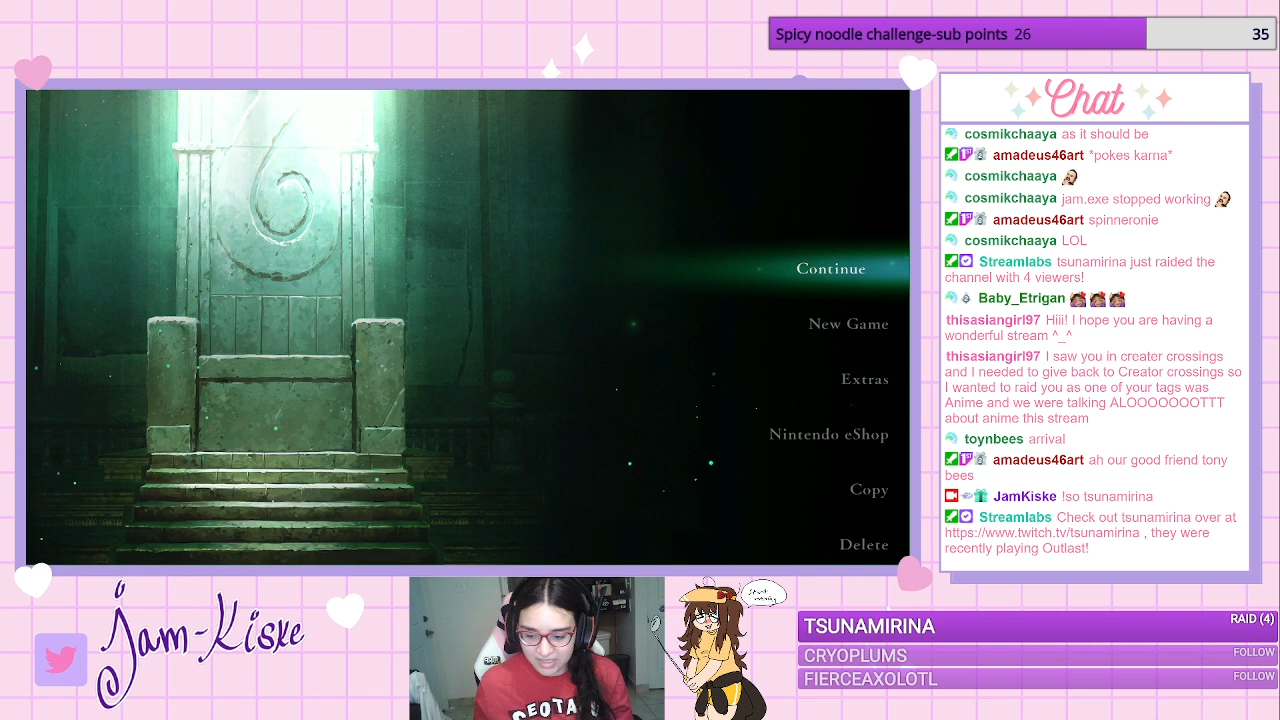 Spicy noodle challenge-sub points 26
35
Chat
cosmikchaaya as it should be
amadeus46art *pokes karna*
cosmikchaaya
cosmikchaaya jam.exe stopped working
amadeus46art spinneronie
cosmikchaaya LOL
Streamlabs tsunamirina just raided the
channel with 4 viewers!
Baby_Etrigan
thisasiangirl97 Hiii! I hope you are having a
wonderful stream ^_^
thisasiangirl97 I saw you in creater crossings
and I needed to give back to Creator crossings so
I wanted to raid you as one of your tags was
Anime and we were talking ALOOOOOOOTTT
about anime this stream
toynbees arrival
amadeus46art ah our good friend tony
bees
JamKiske !so tsunamirina
Streamlabs Check out tsunamirina over at
https://www.twitch.tv/tsunamirina , they were
recently playing Outlast!
Continue
New Game
Extras
Nintendo eShop
Copy
Delete
@Jam-Kiske
TSUNAMIRINA RAID (4)
CRYOPLUMS FOLLOW
FIERCEAXOLOTL FOLLOW